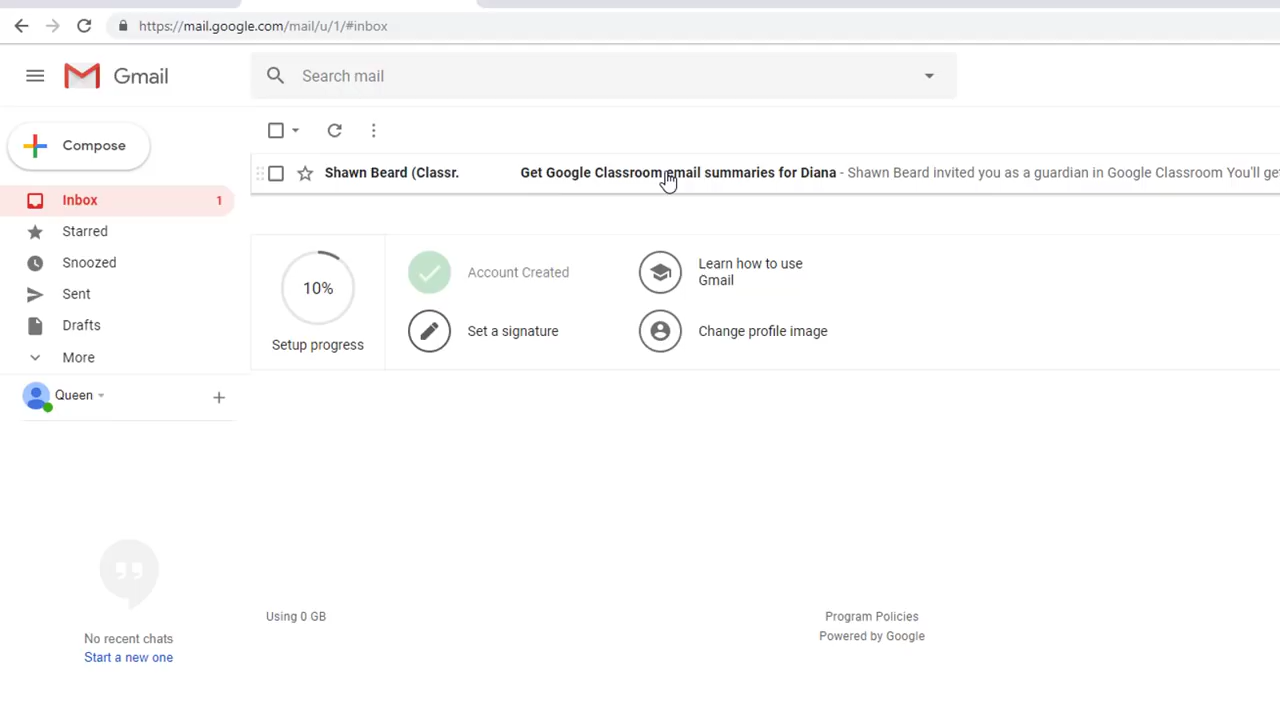 https://mail.google.com/mail/u/1/#inbox
Gmail
Search mail
Compose
Shawn Beard (Classr. Get Google Classroom email summaries for Diana - Shawn Beard invited you as a guardian in Google Classroom You'll ge
Inbox 1
Starred
Snoozed
Sent
Drafts
More
Queen
10%
Setup progress
Account Created
Learn how to use
Gmail
Set a signature
Change profile image
No recent chats
Start a new one
Using 0 GB
Program Policies
Powered by Google